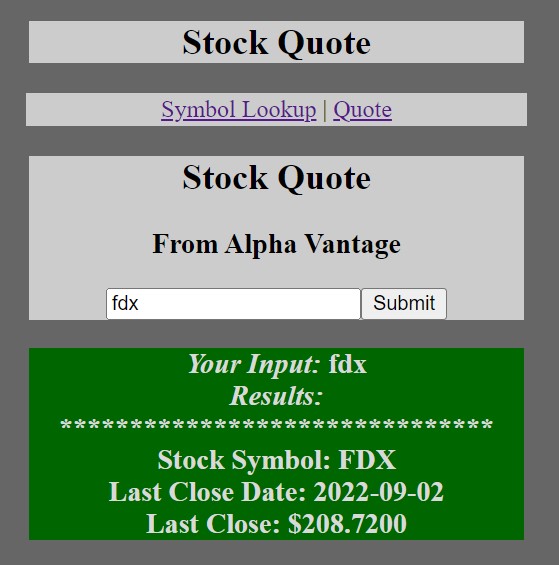 Stock Quote
Symbol Lookup | Quote
Stock Quote
From Alpha Vantage
fdx Submit
Your Input: fdx
Results:
*******************************
Stock Symbol: FDX
Last Close Date: 2022-09-02
Last Close: $208.7200